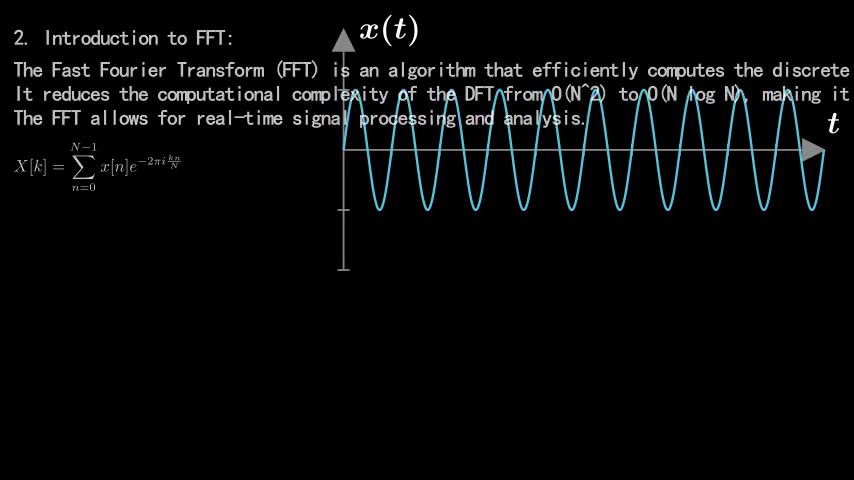 2. Introduction to FFT:
x(t)
The Fast Fourier Transform (FFT) is an algorithm that efficiently computes the discrete
It reduces the computational complexity of the DFT from O(N^2) to O(N log N), making it
The FFT allows for real-time signal processing and analysis.
t
X[k] = \sum_{n=0}^{N-1} x[n]e^{-2\pi i \frac{kn}{N}}